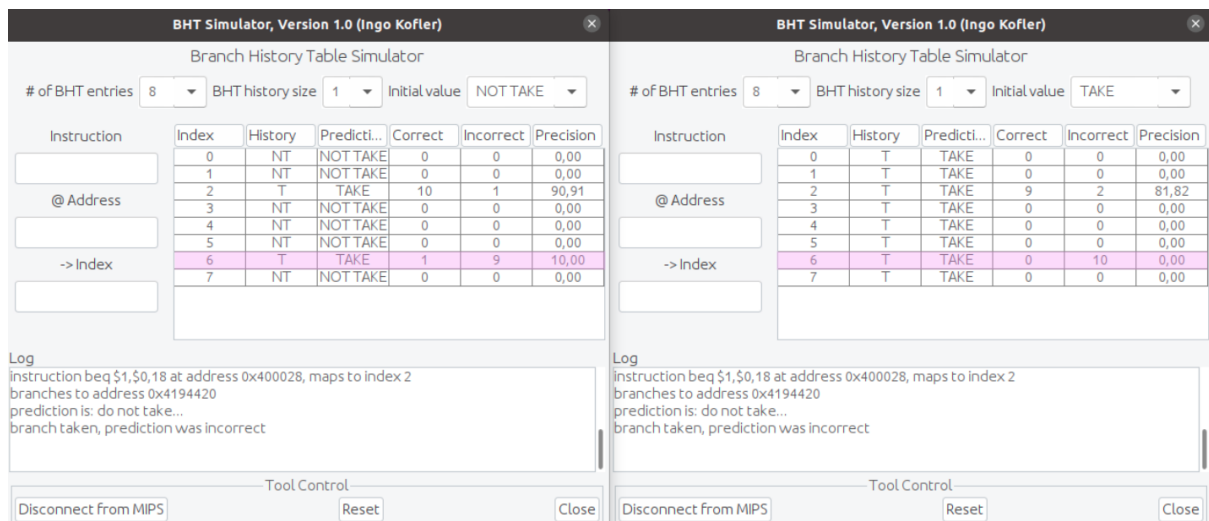 BHT Simulator, Version 1.0 (Ingo Kofler)
Branch History Table Simulator
# of BHT entries 8 BHT history size 1 Initial value NOT TAKE
Instruction
@ Address
-> Index
Index History Predicti... Correct Incorrect Precision
0 NT NOT TAKE 0 0 0,00
1 NT NOT TAKE 0 0 0,00
2 T TAKE 10 1 90,91
3 NT NOT TAKE 0 0 0,00
4 NT NOT TAKE 0 0 0,00
5 NT NOT TAKE 0 0 0,00
6 T TAKE 1 9 10,00
7 NT NOT TAKE 0 0 0,00
Log
instruction beq $1,$0,18 at address 0x400028, maps to index 2
branches to address 0x4194420
prediction is: do not take...
branch taken, prediction was incorrect
Tool Control
Disconnect from MIPS Reset Close
BHT Simulator, Version 1.0 (Ingo Kofler)
Branch History Table Simulator
# of BHT entries 8 BHT history size 1 Initial value TAKE
Instruction
@ Address
-> Index
Index History Predicti... Correct Incorrect Precision
0 T TAKE 0 0 0,00
1 T TAKE 0 0 0,00
2 T TAKE 9 2 81,82
3 T TAKE 0 0 0,00
4 T TAKE 0 0 0,00
5 T TAKE 0 0 0,00
6 T TAKE 0 10 0,00
7 T TAKE 0 0 0,00
Log
instruction beq $1,$0,18 at address 0x400028, maps to index 2
branches to address 0x4194420
prediction is: do not take...
branch taken, prediction was incorrect
Tool Control
Disconnect from MIPS Reset Close